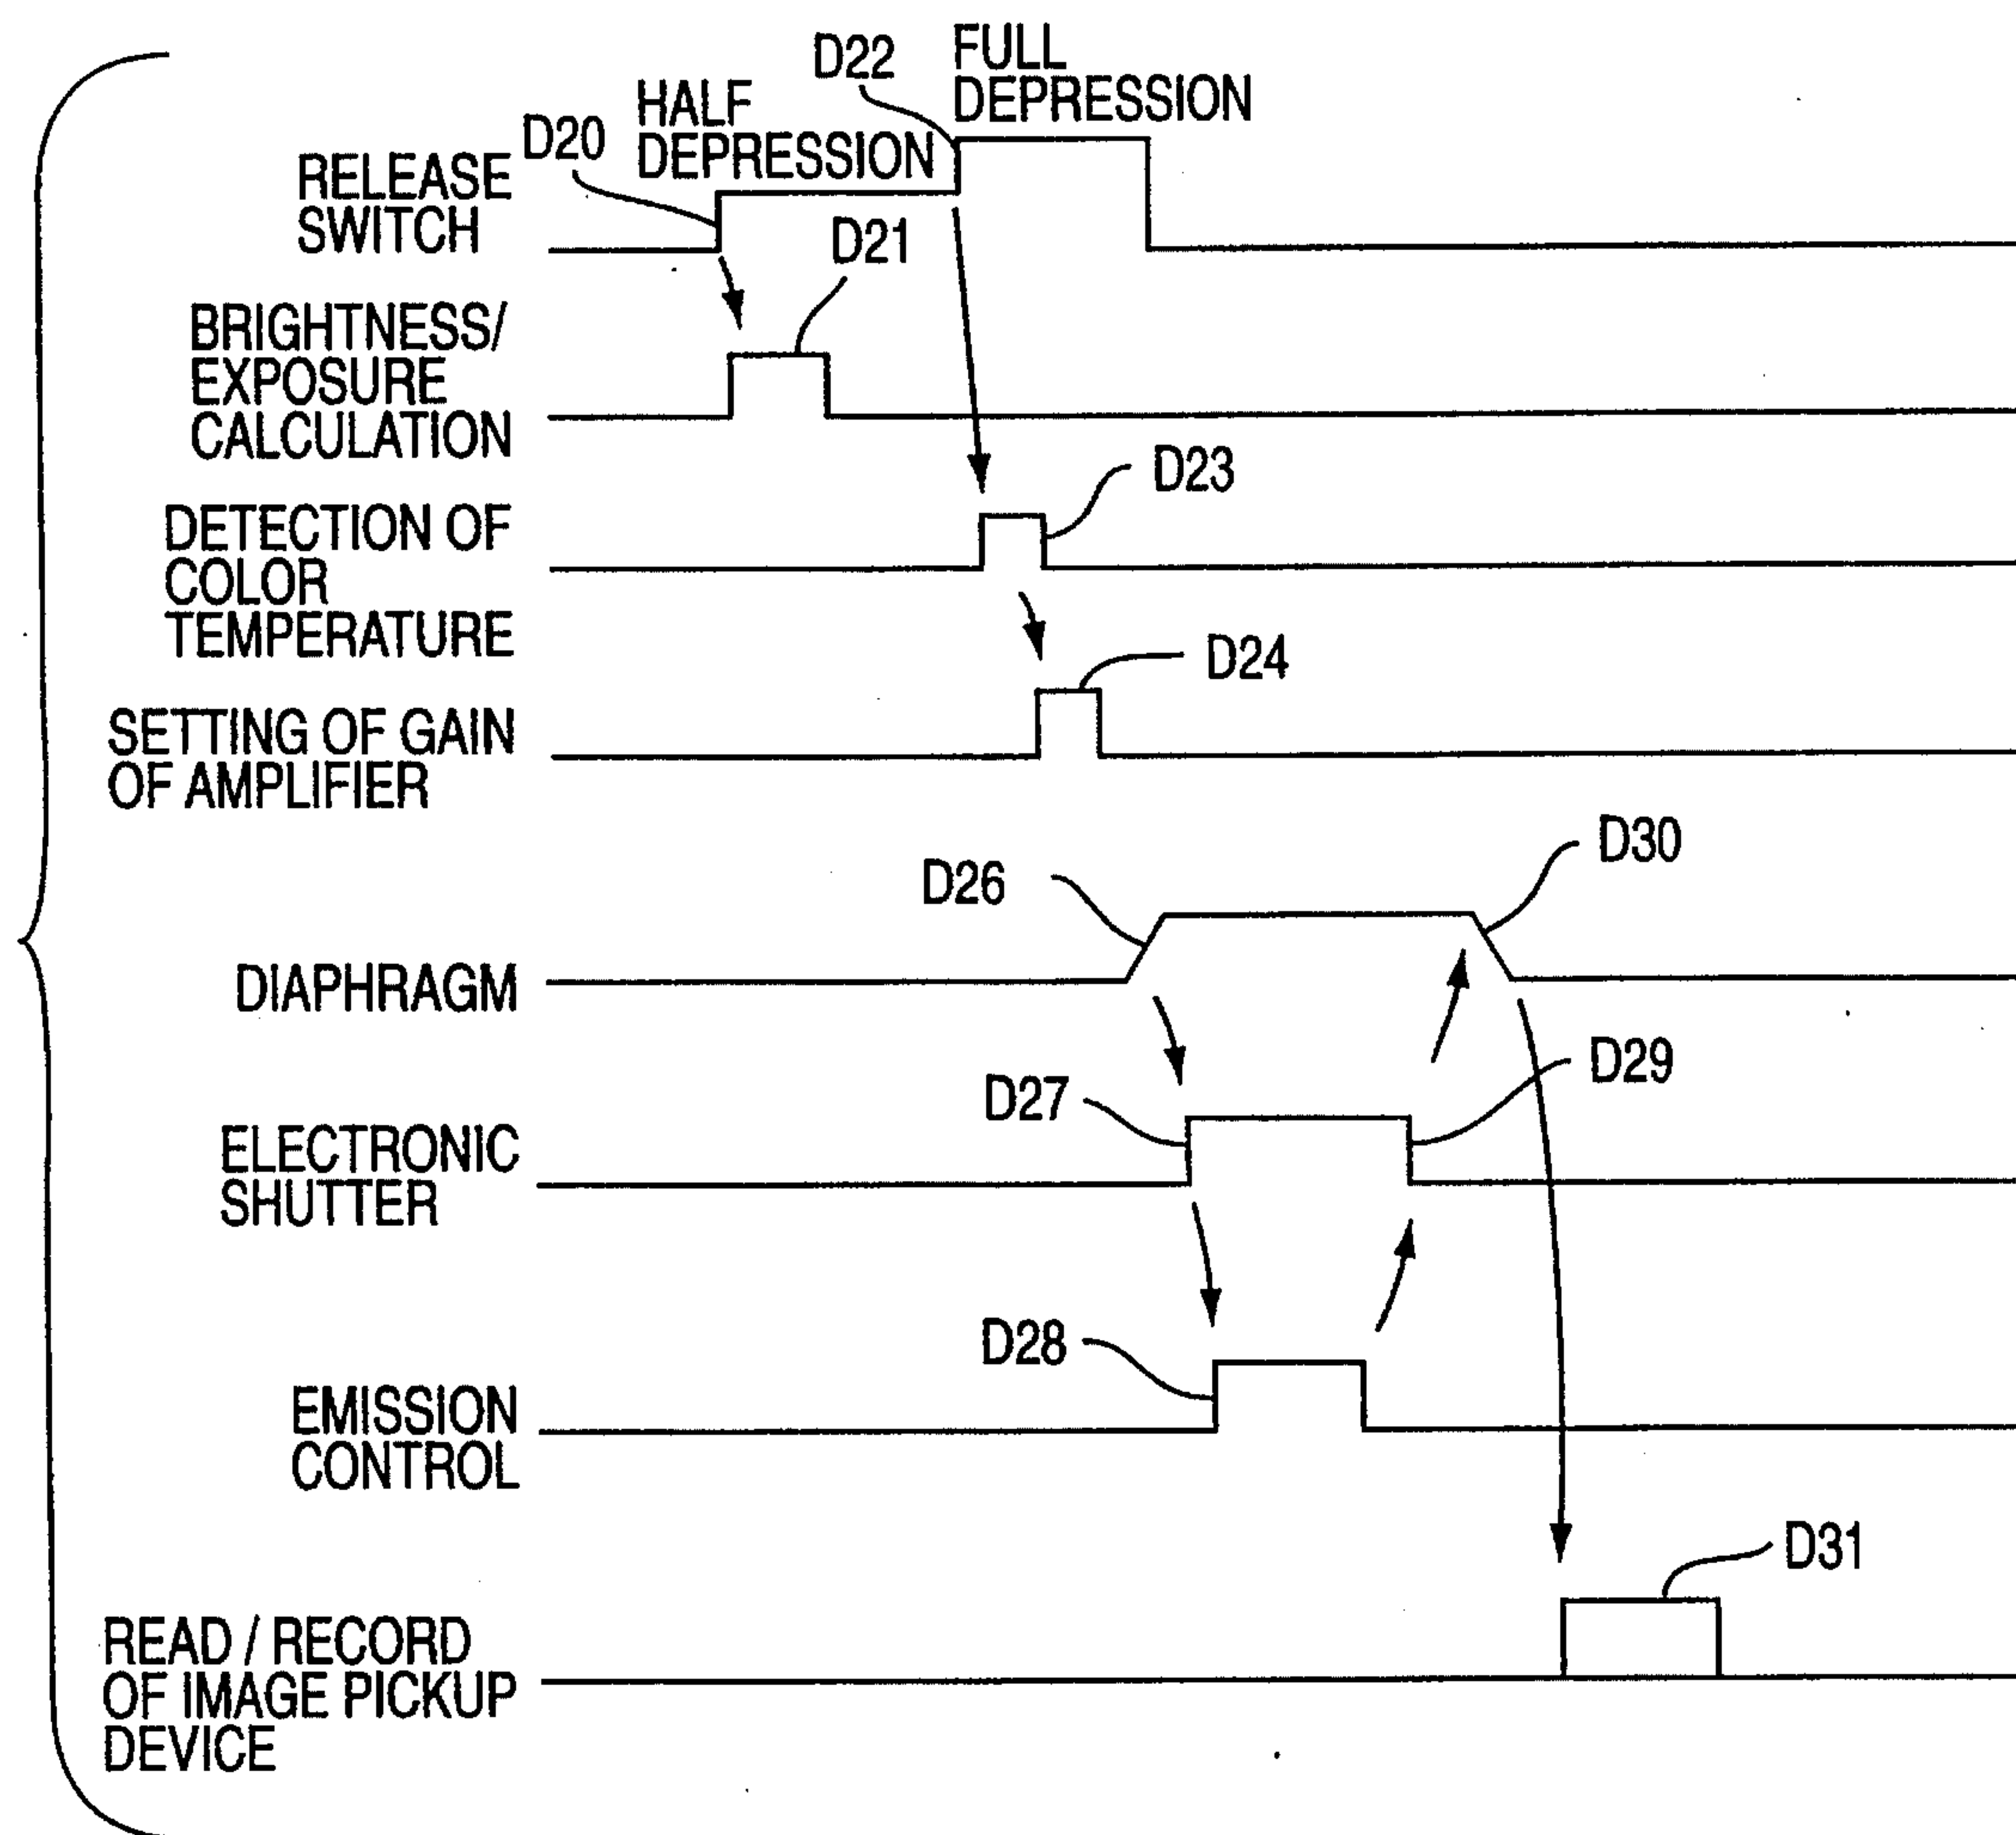 D22
FULL
DEPRESSION
HALF
DEPRESSION
D20
RELEASE
SWITCH
D21
BRIGHTNESS/
EXPOSURE
CALCULATION
D23
DETECTION OF
COLOR
TEMPERATURE
D24
SETTING OF GAIN
OF AMPLIFIER
D30
D26
DIAPHRAGM
D29
D27
ELECTRONIC
SHUTTER
D28
EMISSION
CONTROL
D31
READ / RECORD
OF IMAGE PICKUP
DEVICE